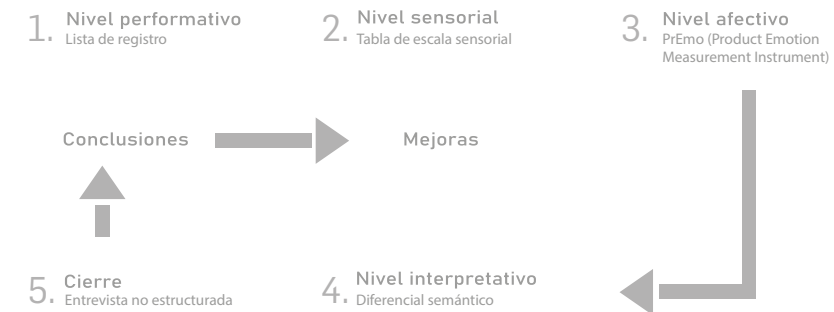 1. Nivel performativo
Lista de registro
2. Nivel sensorial
Tabla de escala sensorial
3. Nivel afectivo
PrEmo (Product Emotion
Measurement Instrument)
Conclusiones
Mejoras
5. Cierre
Entrevista no estructurada
4. Nivel interpretativo
Diferencial semántico